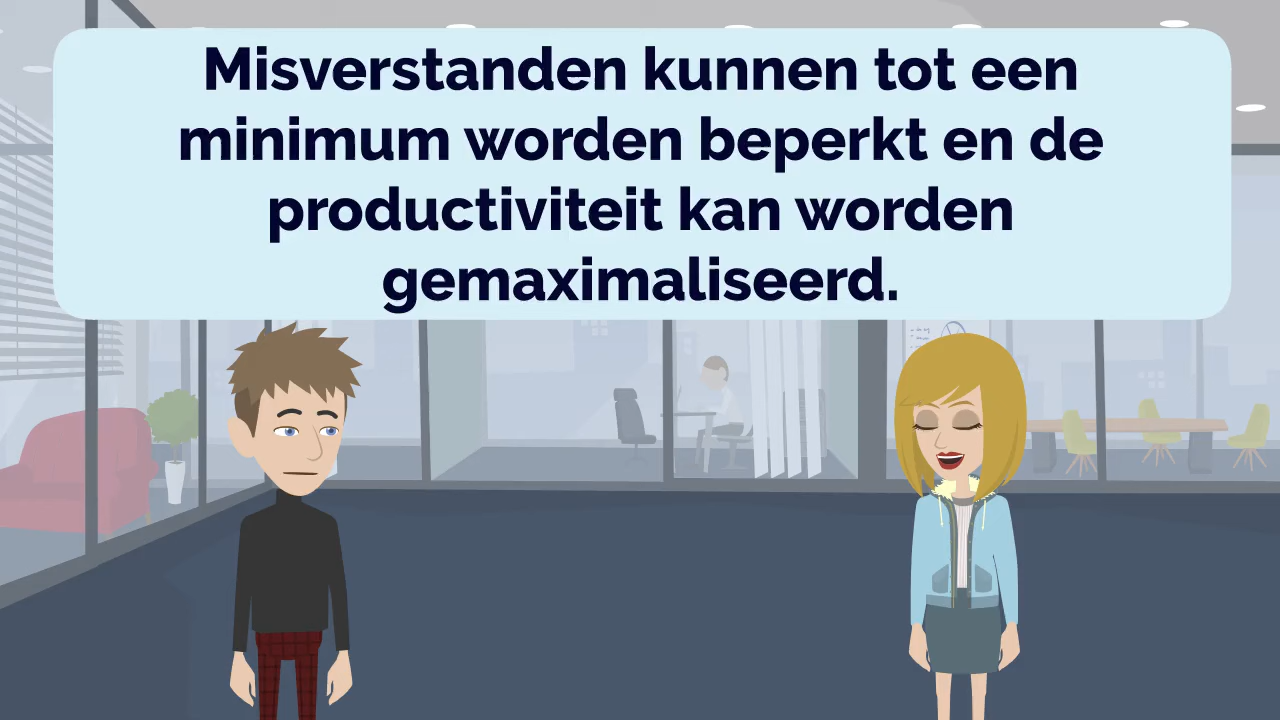 Misverstanden kunnen tot een
minimum worden beperkt en de
productiviteit kan worden
gemaximaliseerd.